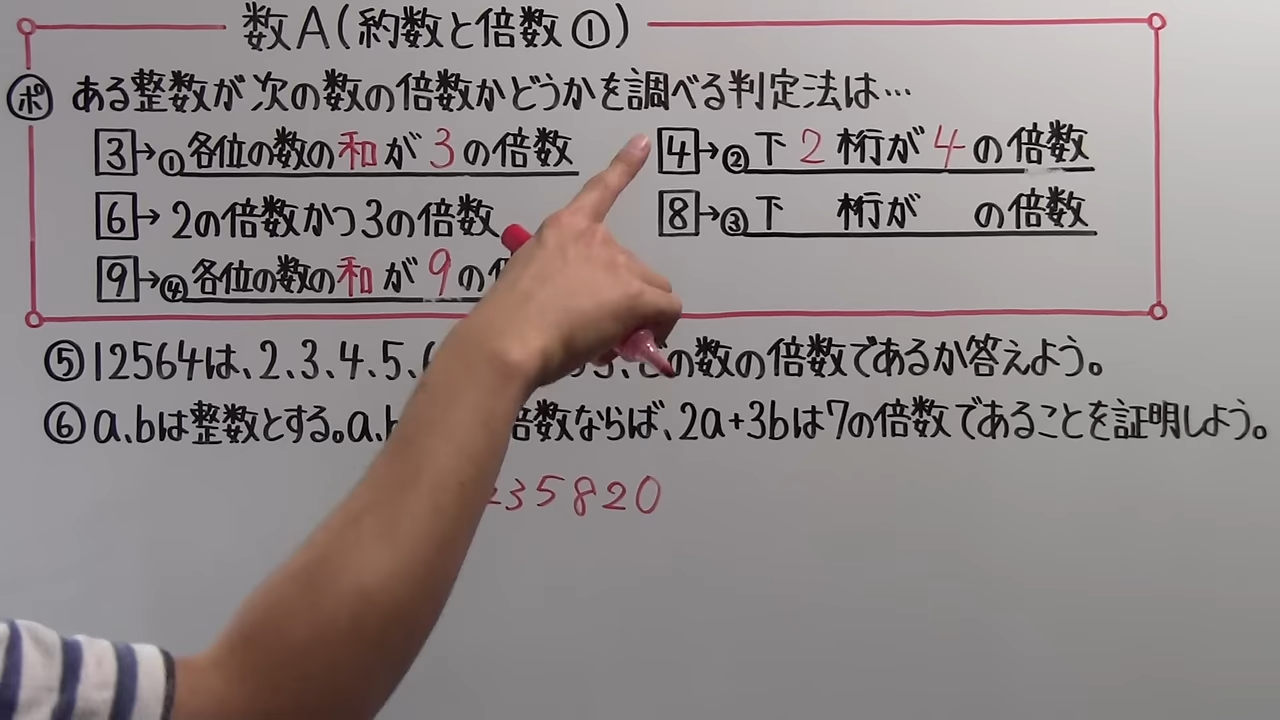 数A(約数と倍数①)
ポ ある整数が次の数の倍数かどうかを調べる判定法は…
3→①各位の数の和が3の倍数
4→②下2桁が4の倍数
6→2の倍数かつ3の倍数
8→③下 桁が の倍数
9→④各位の数の和が9の
⑤12564は、2.3.4.5. の数の倍数であるか答えよう。
⑥a.bは整数とする。a. 倍数ならば、2a+3bは7の倍数であることを証明しよう。
35820